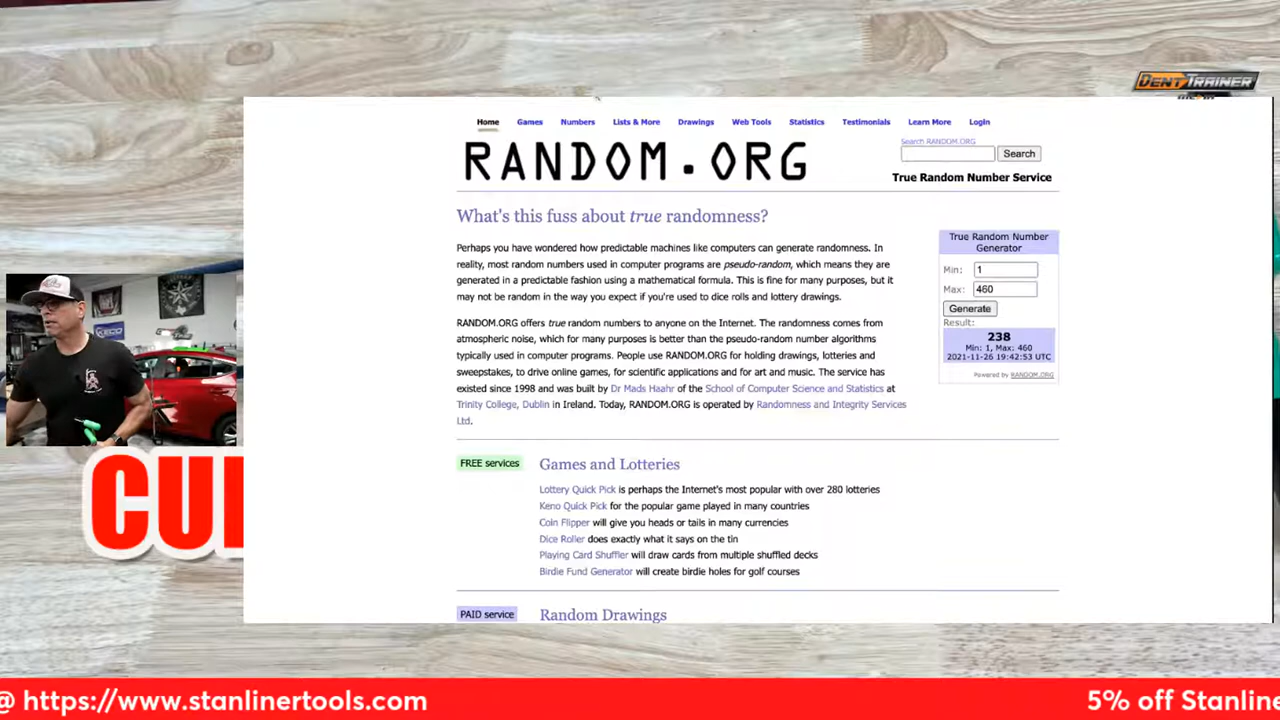 DENT TRAINER
Home Games Numbers Lists & More Drawings Web Tools Statistics Testimonials Learn More Login
Search RANDOM.ORG
RANDOM.ORG
Search
True Random Number Service
What's this fuss about true randomness?
Perhaps you have wondered how predictable machines like computers can generate randomness. In
reality, most random numbers used in computer programs are pseudo-random, which means they are
generated in a predictable fashion using a mathematical formula. This is fine for many purposes, but it
may not be random in the way you expect if you're used to dice rolls and lottery drawings.
RANDOM.ORG offers true random numbers to anyone on the Internet. The randomness comes from
atmospheric noise, which for many purposes is better than the pseudo-random number algorithms
typically used in computer programs. People use RANDOM.ORG for holding drawings, lotteries and
sweepstakes, to drive online games, for scientific applications and for art and music. The service has
existed since 1998 and was built by Dr Mads Haahr of the School of Computer Science and Statistics at
Trinity College, Dublin in Ireland. Today, RANDOM.ORG is operated by Randomness and Integrity Services
Ltd.
True Random Number
Generator
Min: 1
Max: 460
Generate
Result:
238
Min: 1, Max: 460
2021-11-26 19:42:53 UTC
Powered by RANDOM.ORG
FREE services
Games and Lotteries
Lottery Quick Pick is perhaps the Internet's most popular with over 280 lotteries
Keno Quick Pick for the popular game played in many countries
Coin Flipper will give you heads or tails in many currencies
Dice Roller does exactly what it says on the tin
Playing Card Shuffler will draw cards from multiple shuffled decks
Birdie Fund Generator will create birdie holes for golf courses
PAID service
Random Drawings
KECO
CU
@ https://www.stanlinertools.com
5% off Stanline